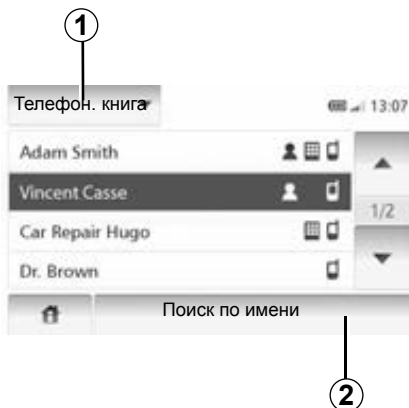 1
Телефон. книга
13:07
Adam Smith
Vincent Casse
1/2
Car Repair Hugo
Dr. Brown
Поиск по имени
2